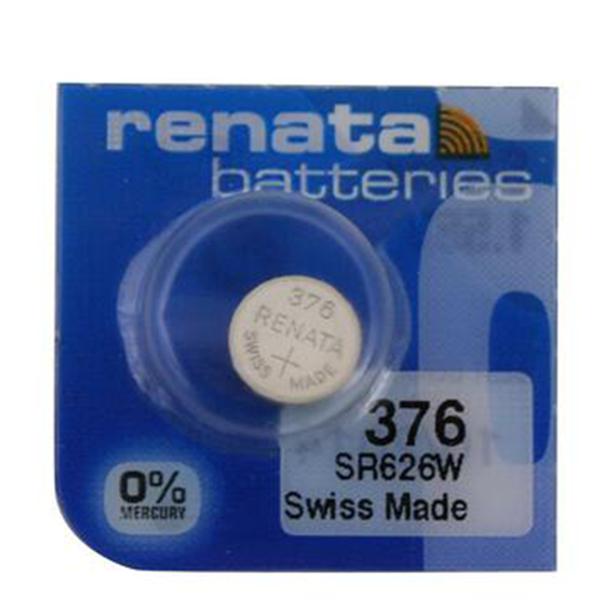 renata
batteries
376
RENATA
+
SWISS MADE
376
SR626W
Swiss Made
0%
MERCURY